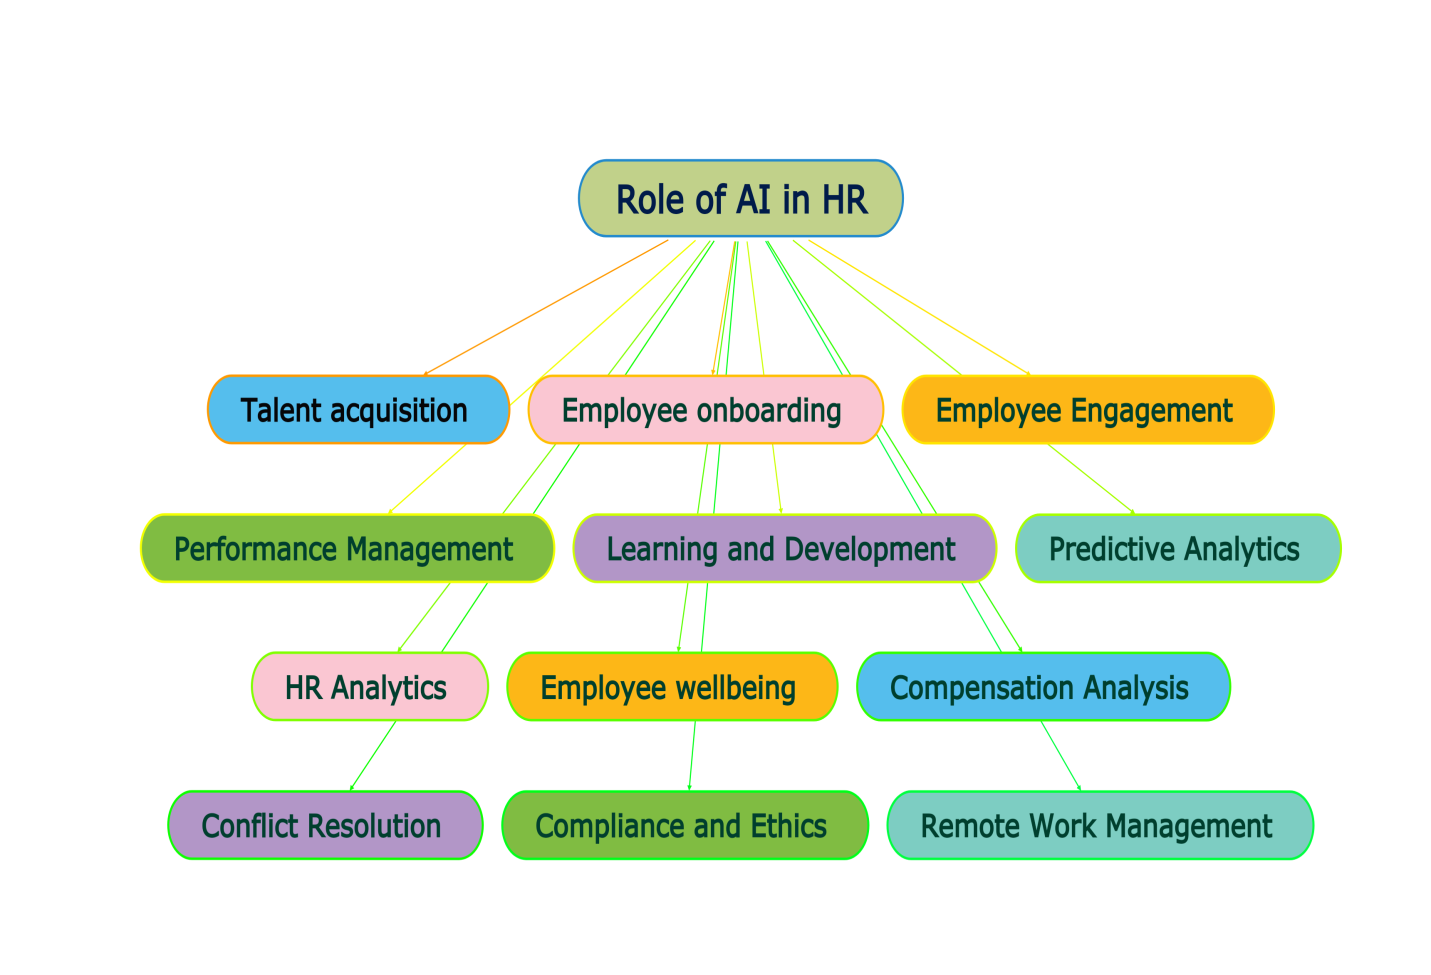 Role of AI in HR
Talent acquisition
Employee onboarding
Employee Engagement
Performance Management
Learning and Development
Predictive Analytics
HR Analytics
Employee wellbeing
Compensation Analysis
Conflict Resolution
Compliance and Ethics
Remote Work Management